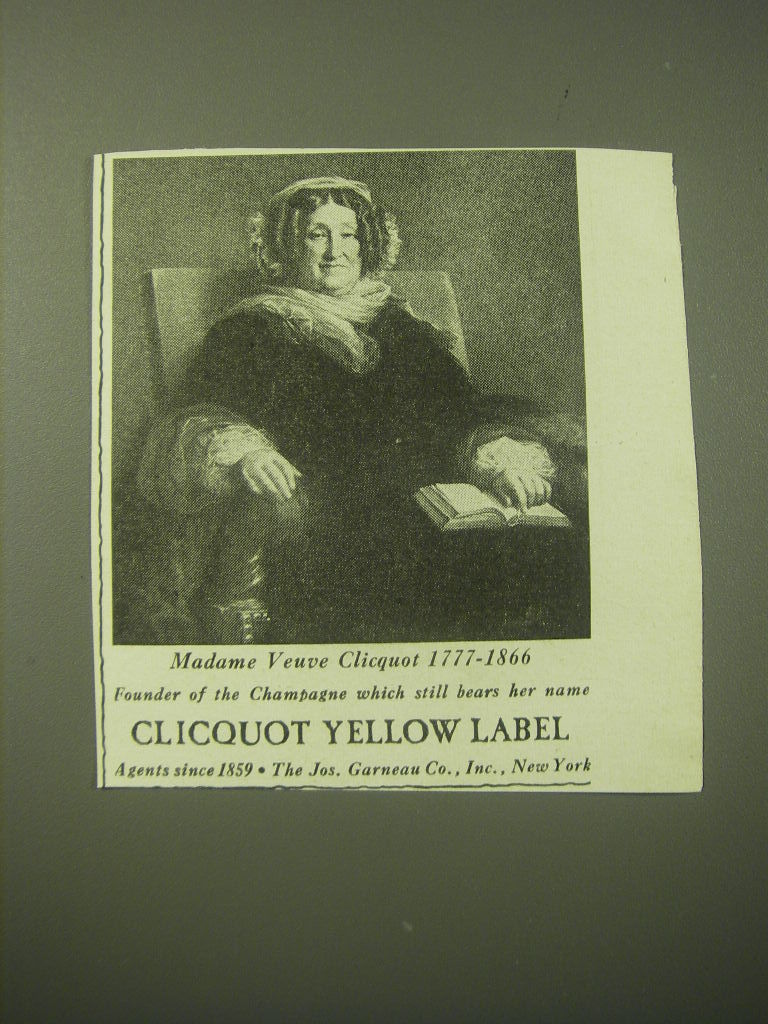 Madame Veuve Clicquot 1777-1866
Founder of the Champagne which still bears her name
CLICQUOT YELLOW LABEL
Agents since 1859 • The Jos. Garneau Co., Inc., New York